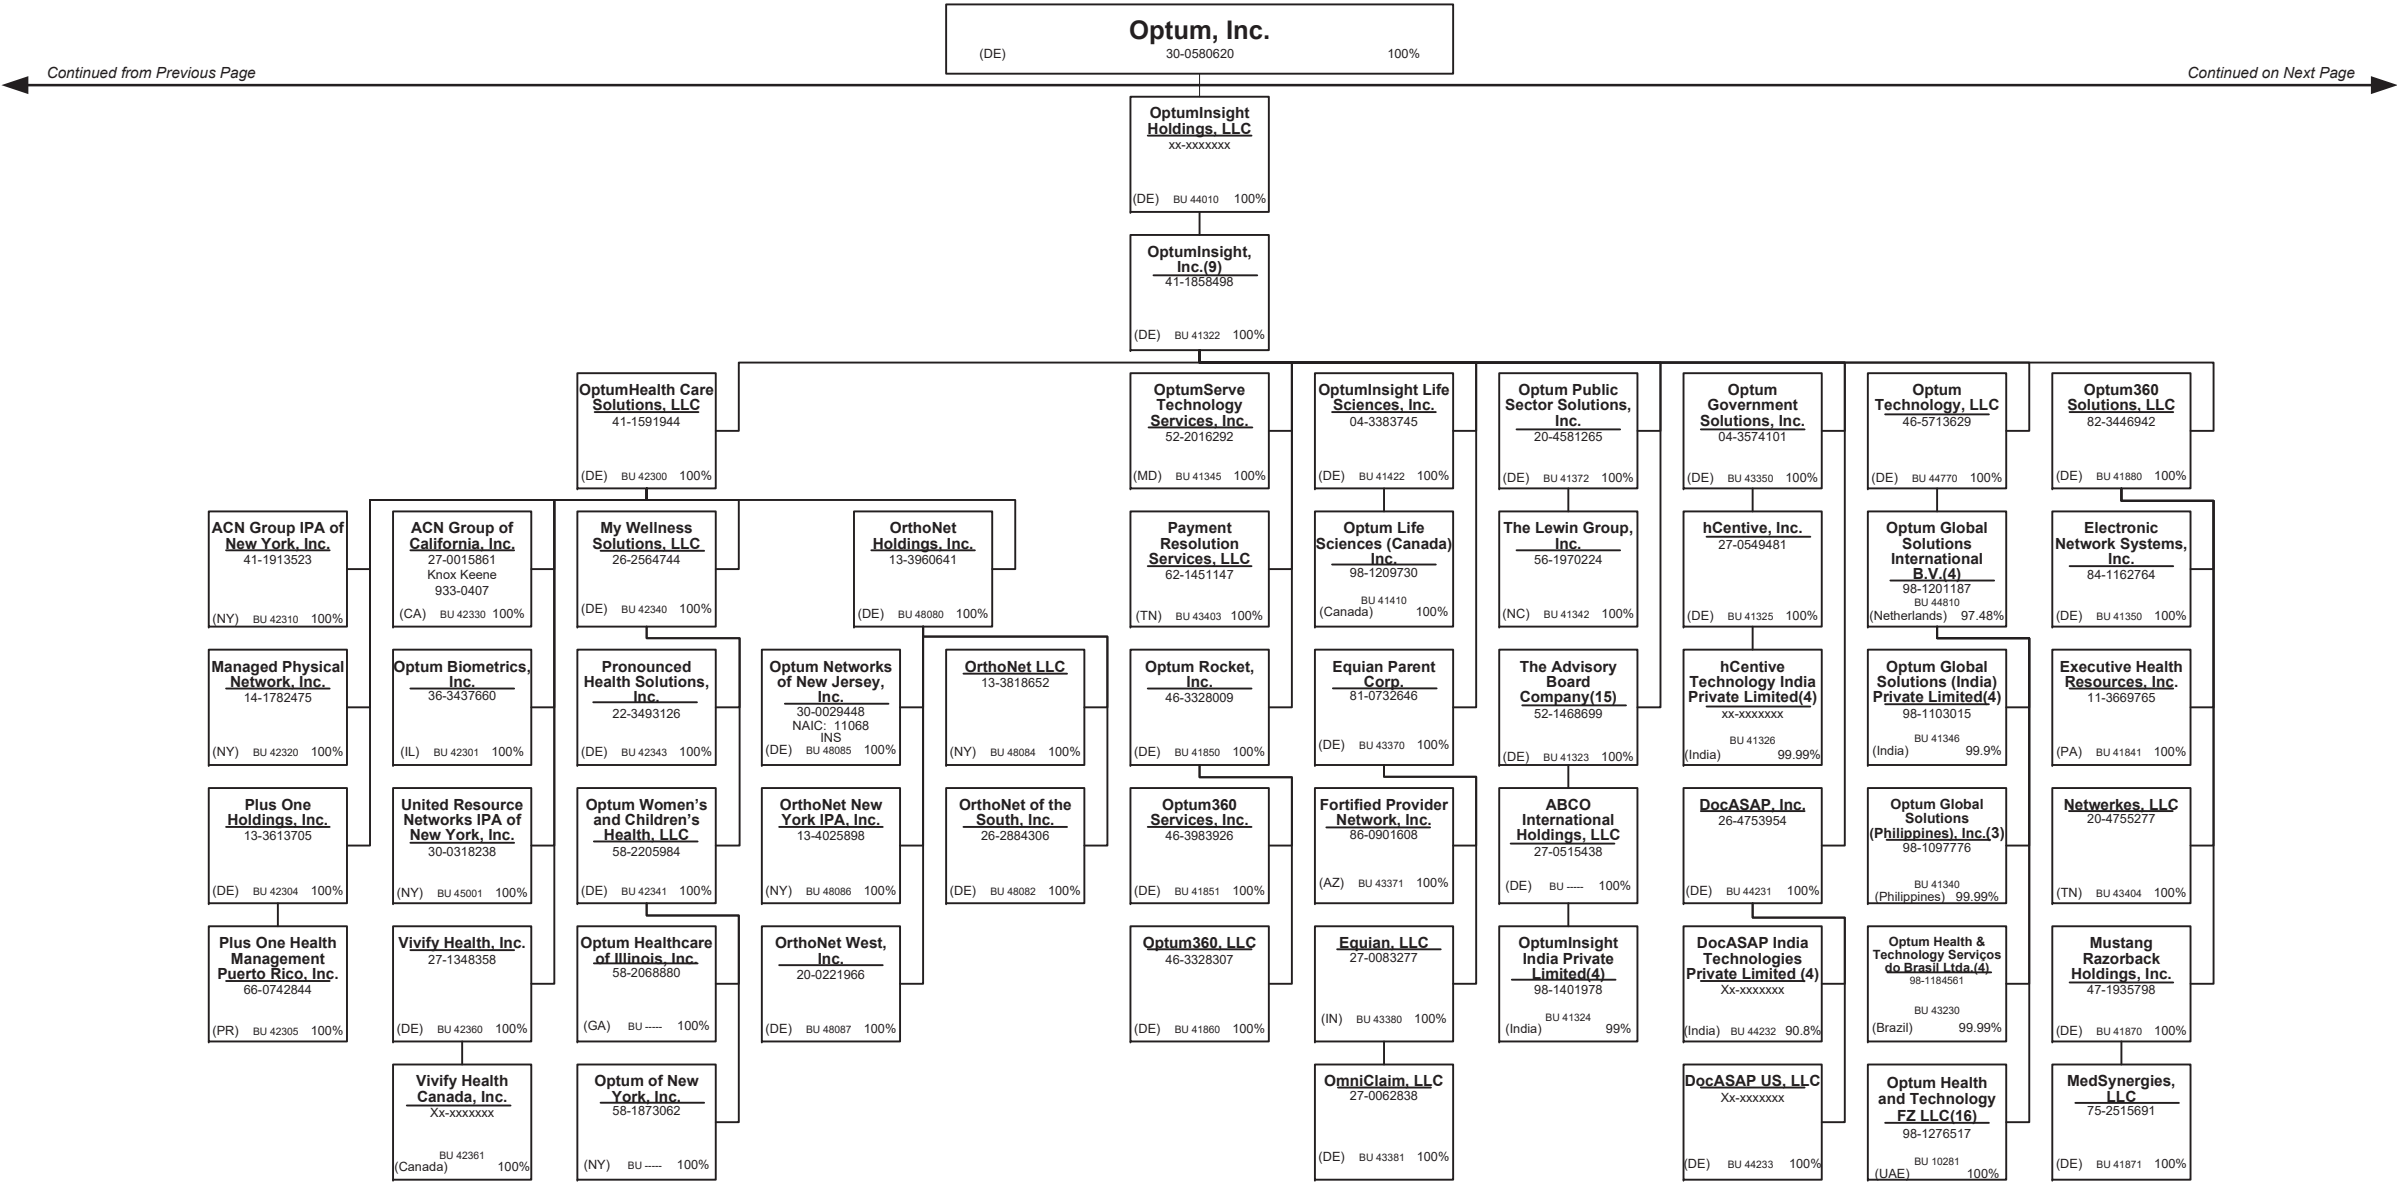 Optum, Inc.
(DE) 30-0580620 100%
Continued from Previous Page
Continued on Next Page
OptumInsight
Holdings, LLC
xx-xxxxxxx
(DE) BU 44010 100%
OptumInsight,
Inc.(9)
41-1858498
(DE) BU 41322 100%
OptumHealth Care
Solutions, LLC
41-1591944
(DE) BU 42300 100%
OptumServe
Technology
Services, Inc.
52-2016292
(MD) BU 41345 100%
OptumInsight Life
Sciences, Inc.
04-3383745
(DE) BU 41422 100%
Optum Public
Sector Solutions,
Inc.
20-4581265
(DE) BU 41372 100%
Optum
Government
Solutions, Inc.
04-3574101
(DE) BU 43350 100%
Optum
Technology, LLC
46-5713629
(DE) BU 44770 100%
Optum360
Solutions, LLC
82-3446942
(DE) BU 41880 100%
ACN Group IPA of
New York, Inc.
41-1913523
(NY) BU 42310 100%
ACN Group of
California, Inc.
27-0015861
Knox Keene
933-0407
(CA) BU 42330 100%
My Wellness
Solutions, LLC
26-2564744
(DE) BU 42340 100%
OrthoNet
Holdings, Inc.
13-3960641
(DE) BU 48080 100%
Payment
Resolution
Services, LLC
62-1451147
(TN) BU 43403 100%
Optum Life
Sciences (Canada)
Inc.
98-1209730
BU 41410
(Canada) 100%
The Lewin Group,
Inc.
56-1970224
(NC) BU 41342 100%
hCentive, Inc.
27-0549481
(DE) BU 41325 100%
Optum Global
Solutions
International
B.V.(4)
98-1201187
BU 44810
(Netherlands) 97.48%
Electronic
Network Systems,
Inc.
84-1162764
(DE) BU 41350 100%
Managed Physical
Network, Inc.
14-1782475
(NY) BU 42320 100%
Optum Biometrics,
Inc.
36-3437660
(IL) BU 42301 100%
Pronounced
Health Solutions,
Inc.
22-3493126
(DE) BU 42343 100%
Optum Networks
of New Jersey,
Inc.
30-0029448
NAIC: 11068
INS
(DE) BU 48085 100%
OrthoNet LLC
13-3818652
(NY) BU 48084 100%
Optum Rocket,
Inc.
46-3328009
(DE) BU 41850 100%
Equian Parent
Corp.
81-0732646
(DE) BU 43370 100%
The Advisory
Board
Company(15)
52-1468699
(DE) BU 41323 100%
hCentive
Technology India
Private Limited(4)
xx-xxxxxxx
BU 41326
(India) 99.99%
Optum Global
Solutions (India)
Private Limited(4)
98-1103015
BU 41346
(India) 99.9%
Executive Health
Resources, Inc.
11-3669765
(PA) BU 41841 100%
Plus One
Holdings, Inc.
13-3613705
(DE) BU 42304 100%
United Resource
Networks IPA of
New York, Inc.
30-0318238
(NY) BU 45001 100%
Optum Women's
and Children's
Health, LLC
58-2205984
(DE) BU 42341 100%
OrthoNet New
York IPA, Inc.
13-4025898
(NY) BU 48086 100%
OrthoNet of the
South, Inc.
26-2884306
(DE) BU 48082 100%
Optum360
Services, Inc.
46-3983926
(DE) BU 41851 100%
Fortified Provider
Network, Inc.
86-0901608
(AZ) BU 43371 100%
ABCO
International
Holdings, LLC
27-0515438
(DE) BU ----- 100%
DocASAP, Inc.
26-4753954
(DE) BU 44231 100%
Optum Global
Solutions
(Philippines), Inc.(3)
98-1097776
BU 41340
(Philippines) 99.99%
Netwerkes, LLC
20-4755277
(TN) BU 43404 100%
Plus One Health
Management
Puerto Rico, Inc.
66-0742844
(PR) BU 42305 100%
Vivify Health, Inc.
27-1348358
(DE) BU 42360 100%
Optum Healthcare
of Illinois, Inc.
58-2068880
(GA) BU ----- 100%
OrthoNet West,
Inc.
20-0221966
(DE) BU 48087 100%
Optum360, LLC
46-3328307
(DE) BU 41860 100%
Equian, LLC
27-0083277
(IN) BU 43380 100%
OptumInsight
India Private
Limited(4)
98-1401978
BU 41324
(India) 99%
DocASAP India
Technologies
Private Limited (4)
Xx-xxxxxxx
(India) BU 44232 90.8%
Optum Health &
Technology Serviços
do Brasil Ltda.(4)
98-1184561
BU 43230
(Brazil) 99.99%
Mustang
Razorback
Holdings, Inc.
47-1935798
(DE) BU 41870 100%
Vivify Health
Canada, Inc.
Xx-xxxxxxx
BU 42361
(Canada) 100%
Optum of New
York, Inc.
58-1873062
(NY) BU ----- 100%
OmniClaim, LLC
27-0062838
(DE) BU 43381 100%
DocASAP US, LLC
Xx-xxxxxxx
(DE) BU 44233 100%
Optum Health
and Technology
FZ LLC(16)
98-1276517
BU 10281
(UAE) 100%
MedSynergies,
LLC
75-2515691
(DE) BU 41871 100%